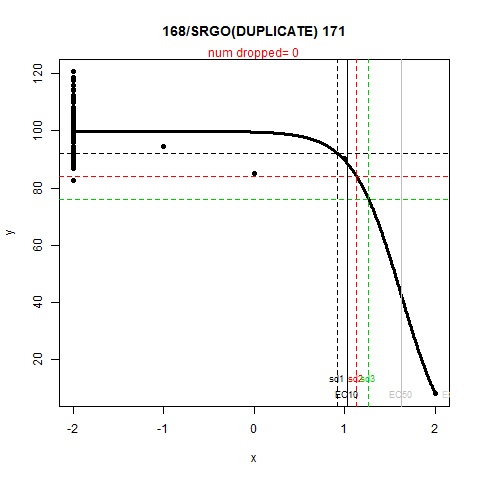 168/SRGO(DUPLICATE) 171
num dropped= 0
120
100
80
60
40
20
y
sd1 sd2 sd3
EC10 EC50
-2 -1 0 1 2
x